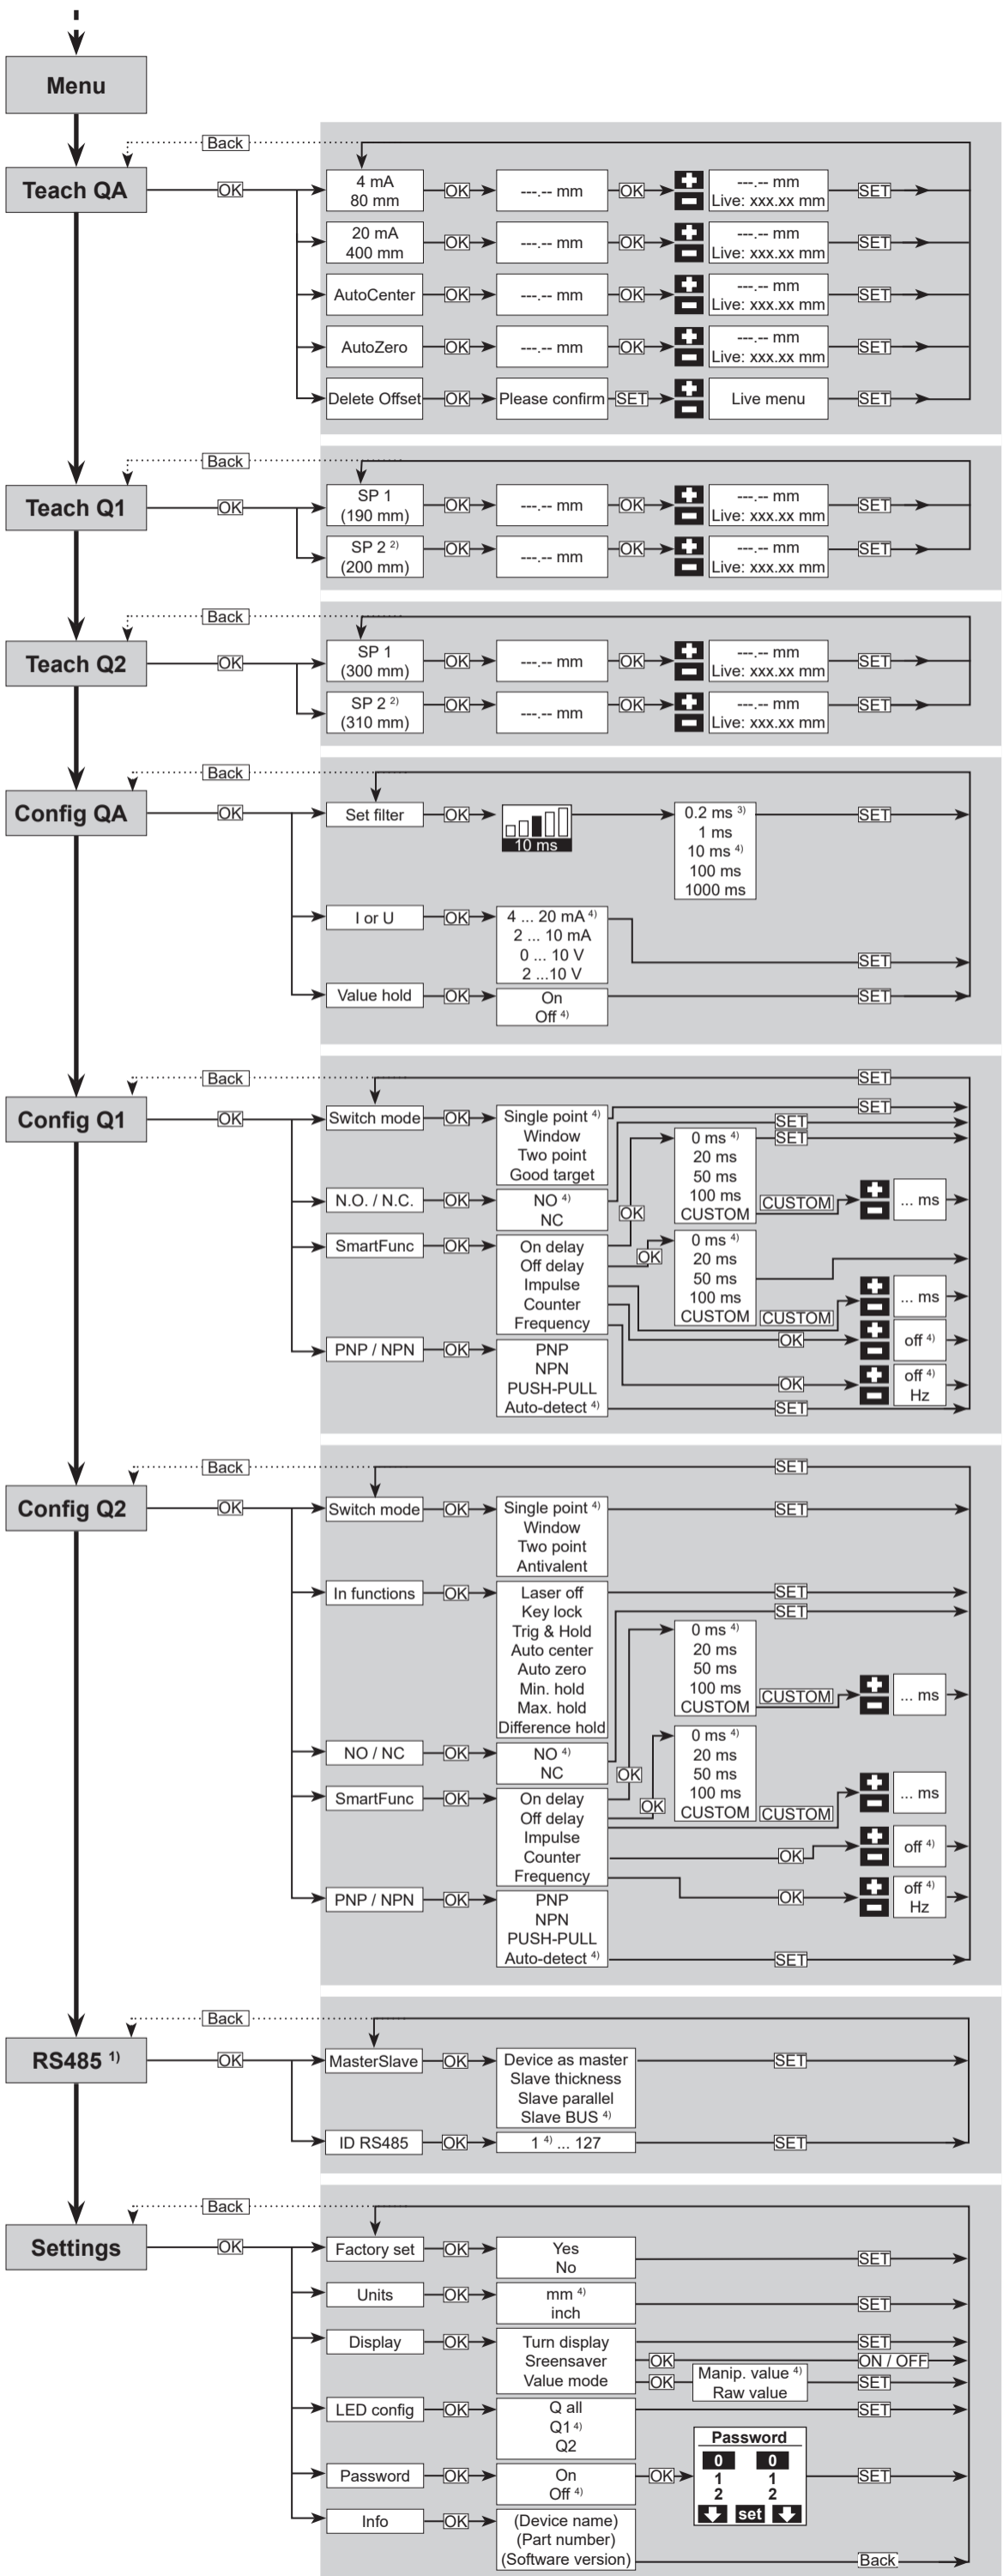 Menu
Back
Teach QA
OK
4 mA
80 mm
OK
---.-- mm
OK
---.-- mm
Live: xxx.xx mm
SET
20 mA
400 mm
OK
---.-- mm
OK
---.-- mm
Live: xxx.xx mm
SET
AutoCenter
OK
---.-- mm
OK
---.-- mm
Live: xxx.xx mm
SET
AutoZero
OK
---.-- mm
OK
---.-- mm
Live: xxx.xx mm
SET
Delete Offset
OK
Please confirm
SET
Live menu
SET
Back
Teach Q1
OK
SP 1
(190 mm)
OK
---.-- mm
OK
---.-- mm
Live: xxx.xx mm
SET
SP 2 2)
(200 mm)
OK
---.-- mm
OK
---.-- mm
Live: xxx.xx mm
SET
Back
Teach Q2
OK
SP 1
(300 mm)
OK
---.-- mm
OK
---.-- mm
Live: xxx.xx mm
SET
SP 2 2)
(310 mm)
OK
---.-- mm
OK
---.-- mm
Live: xxx.xx mm
SET
Back
Config QA
OK
Set filter
OK
10 ms
0.2 ms 3)
1 ms
10 ms 4)
100 ms
1000 ms
SET
I or U
OK
4 ... 20 mA 4)
2 ... 10 mA
0 ... 10 V
2 ...10 V
SET
Value hold
OK
On
Off 4)
SET
Back
SET
Config Q1
OK
Switch mode
OK
Single point 4)
Window
Two point
Good target
SET
SET
0 ms 4)
20 ms
50 ms
100 ms
CUSTOM
SET
CUSTOM
... ms
N.O. / N.C.
OK
NO 4)
NC
OK
SmartFunc
OK
On delay
Off delay
Impulse
Counter
Frequency
OK
0 ms 4)
20 ms
50 ms
100 ms
CUSTOM
CUSTOM
... ms
OK
off 4)
PNP / NPN
OK
PNP
NPN
PUSH-PULL
Auto-detect 4)
OK
off 4)
Hz
SET
Back
SET
Config Q2
OK
Switch mode
OK
Single point 4)
Window
Two point
Antivalent
SET
In functions
OK
Laser off
Key lock
Trig & Hold
Auto center
Auto zero
Min. hold
Max. hold
Difference hold
SET
SET
0 ms 4)
20 ms
50 ms
100 ms
CUSTOM
CUSTOM
... ms
NO / NC
OK
NO 4)
NC
OK
0 ms 4)
20 ms
50 ms
100 ms
CUSTOM
CUSTOM
... ms
SmartFunc
OK
On delay
Off delay
Impulse
Counter
Frequency
OK
OK
off 4)
OK
off 4)
Hz
PNP / NPN
OK
PNP
NPN
PUSH-PULL
Auto-detect 4)
SET
Back
RS485 1)
OK
MasterSlave
OK
Device as master
Slave thickness
Slave parallel
Slave BUS 4)
SET
ID RS485
OK
1 4) ... 127
SET
Back
Settings
OK
Factory set
OK
Yes
No
SET
Units
OK
mm 4)
inch
SET
Display
OK
Turn display
Sreensaver
Value mode
SET
OK
ON / OFF
OK
Manip. value 4)
Raw value
SET
LED config
OK
Q all
Q1 4)
Q2
SET
Password
OK
On
Off 4)
OK
Password
0 0
1 1
2 2
set
SET
Info
OK
(Device name)
(Part number)
(Software version)
Back